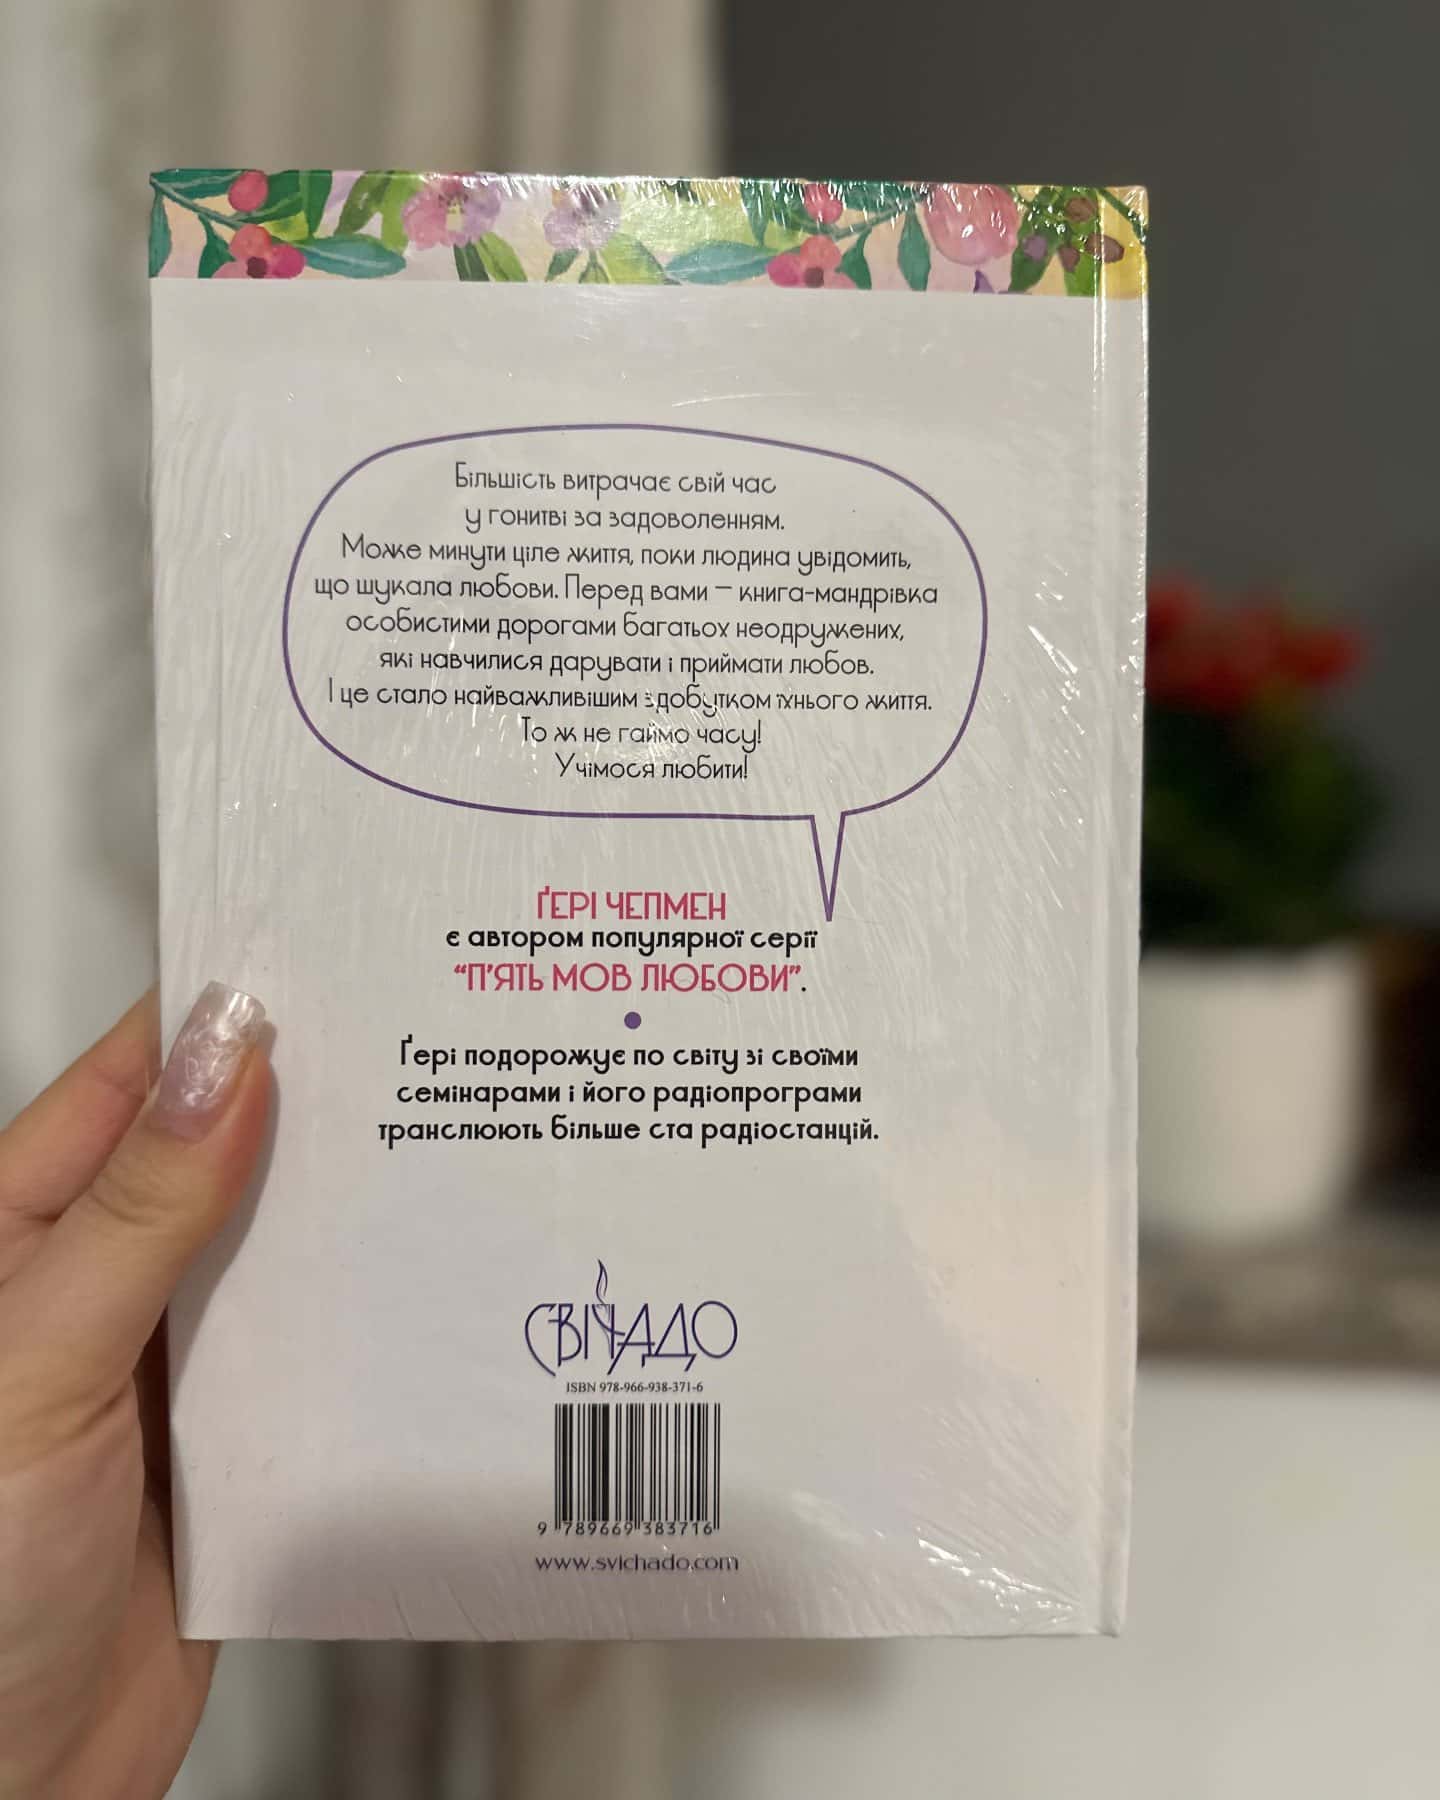 Більшість витрачає свій час
у гонитві за задоволенням.
Може минути ціле життя, поки людина увідомить,
що шукала любови. Перед вами – книга-мандрівка
особистими дорогами багатьох неодружених,
які навчилися дарувати і приймати любов.
І це стало найважливішим здобутком їхнього життя.
То ж не гаймо часу!
Учімося любити!
ҐЕРІ ЧЕПМЕН
є автором популярної серії
“П’ЯТЬ МОВ ЛЮБОВИ”.
•
Ґері подорожує по світу зі своїми
семінарами і його радіопрограми
транслюють більше ста радіостанцій.
СВІЧАДО
ISBN 978-966-938-371-6
9 789669 383716
www.svichado.com